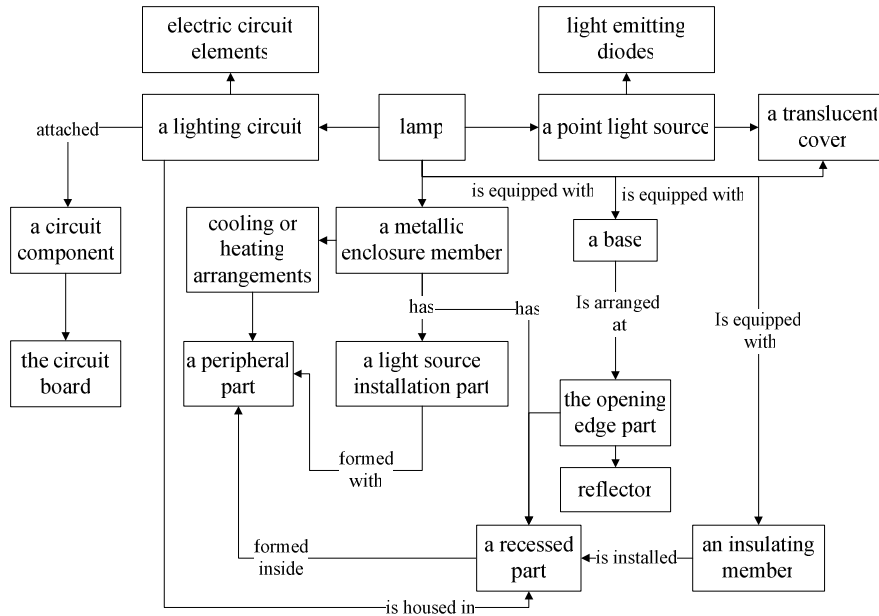 electric circuit
elements
light emitting
diodes
attached
a lighting circuit
lamp
a point light source
a translucent
cover
is equipped with
is equipped with
a circuit
component
cooling or
heating
arrangements
a metallic
enclosure member
a base
has
has
Is arranged
at
Is equipped
with
the circuit
board
a peripheral
part
a light source
installation part
the opening
edge part
formed
with
reflector
formed
inside
a recessed
part
is installed
an insulating
member
is housed in